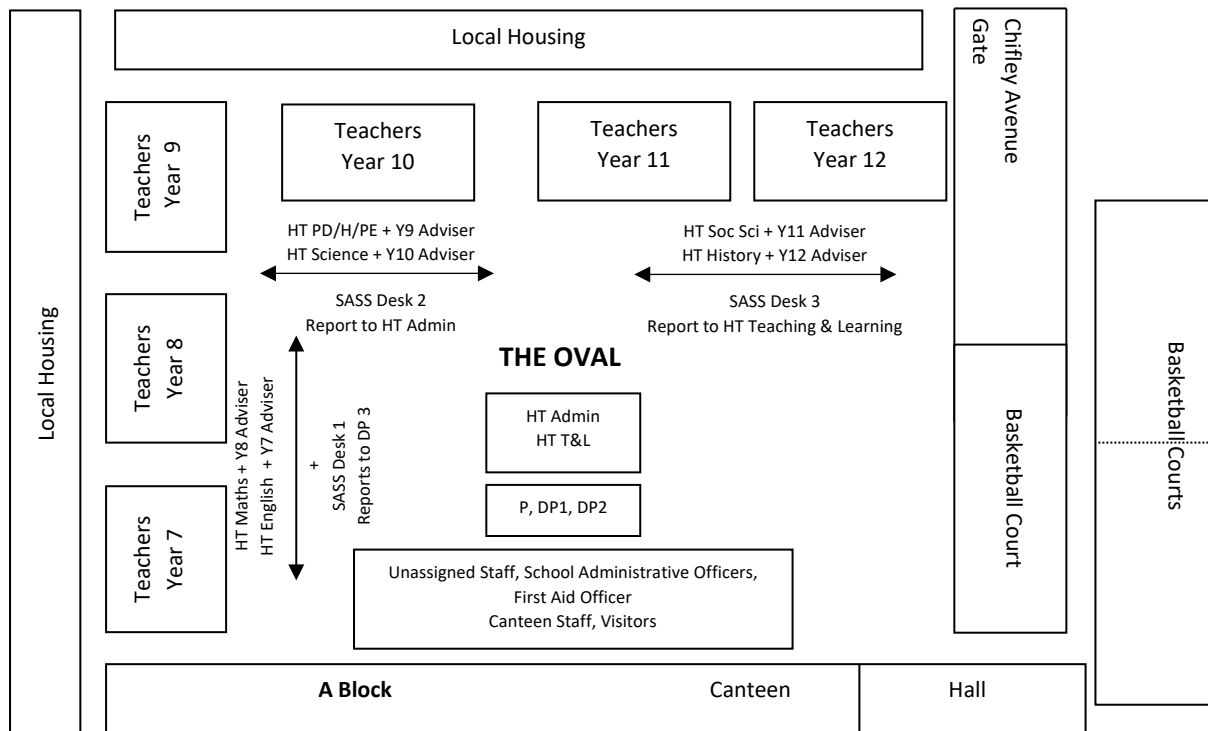 Local Housing
Local Housing
Chifley Avenue
Gate
Teachers
Year 9
Teachers
Year 10
Teachers
Year 11
Teachers
Year 12
HT PD/H/PE + Y9 Adviser
HT Science + Y10 Adviser
SASS Desk 2
Report to HT Admin
HT Soc Sci + Y11 Adviser
HT History + Y12 Adviser
SASS Desk 3
Report to HT Teaching & Learning
Teachers
Year 8
HT Maths + Y8 Adviser
HT English + Y7 Adviser
+
SASS Desk 1
Reports to DP 3
THE OVAL
HT Admin
HT T&L
P, DP1, DP2
Basketball Court
Basketball Courts
Teachers
Year 7
Unassigned Staff, School Administrative Officers,
First Aid Officer
Canteen Staff, Visitors
A Block
Canteen
Hall